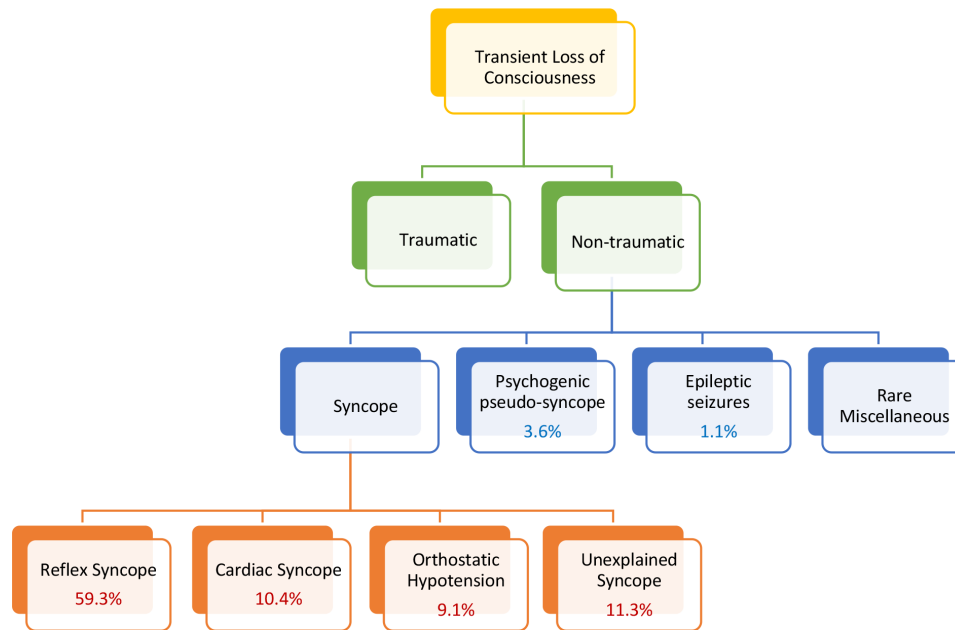 Transient Loss of
Consciousness
Traumatic
Non-traumatic
Syncope
Psychogenic
pseudo-syncope
3.6%
Epileptic
seizures
1.1%
Rare
Miscellaneous
Reflex Syncope
59.3%
Cardiac Syncope
10.4%
Orthostatic
Hypotension
9.1%
Unexplained
Syncope
11.3%